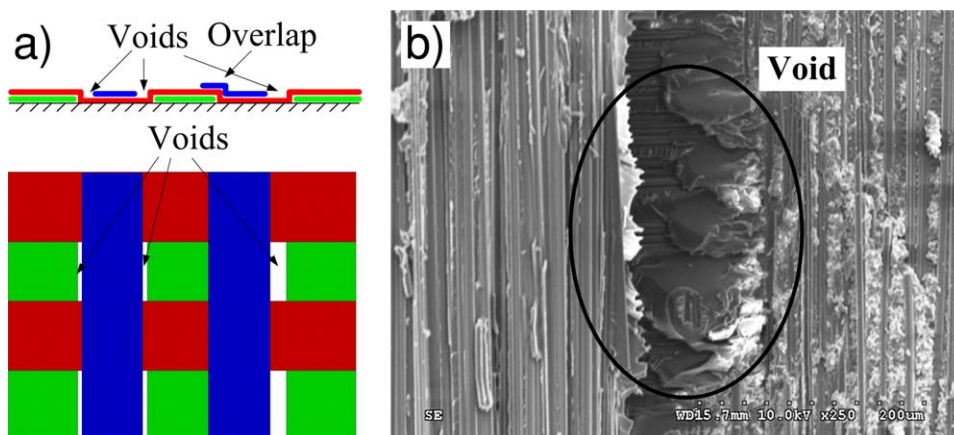 a)
Voids
Overlap
Voids
b)
Void
SE
WD15.7mm 10.0kV x250 200um